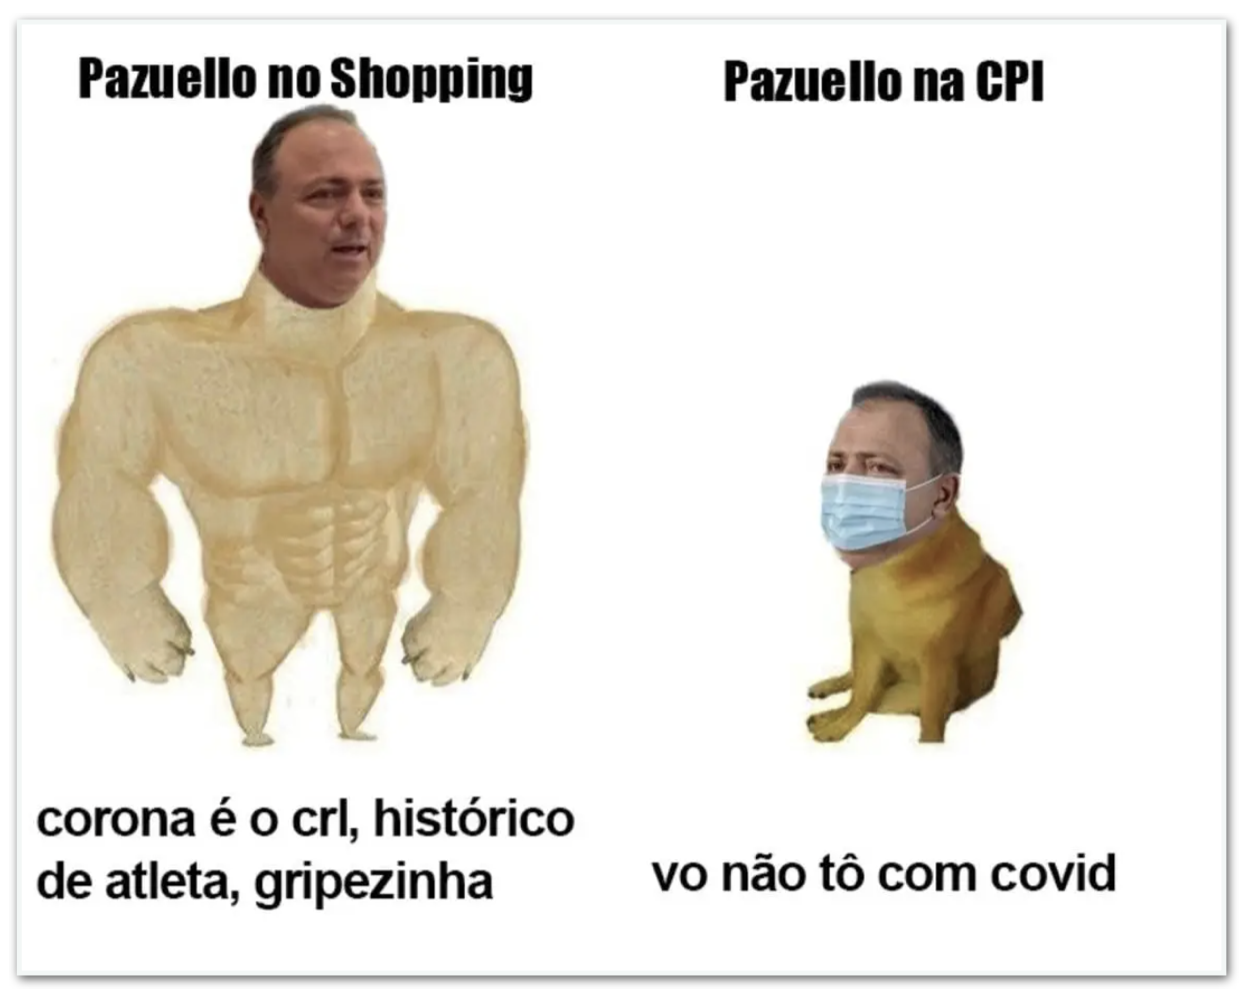 Pazuello no Shopping
Pazuello na CPI
corona é o crl, histórico
de atleta, gripezinha
vo não tô com covid